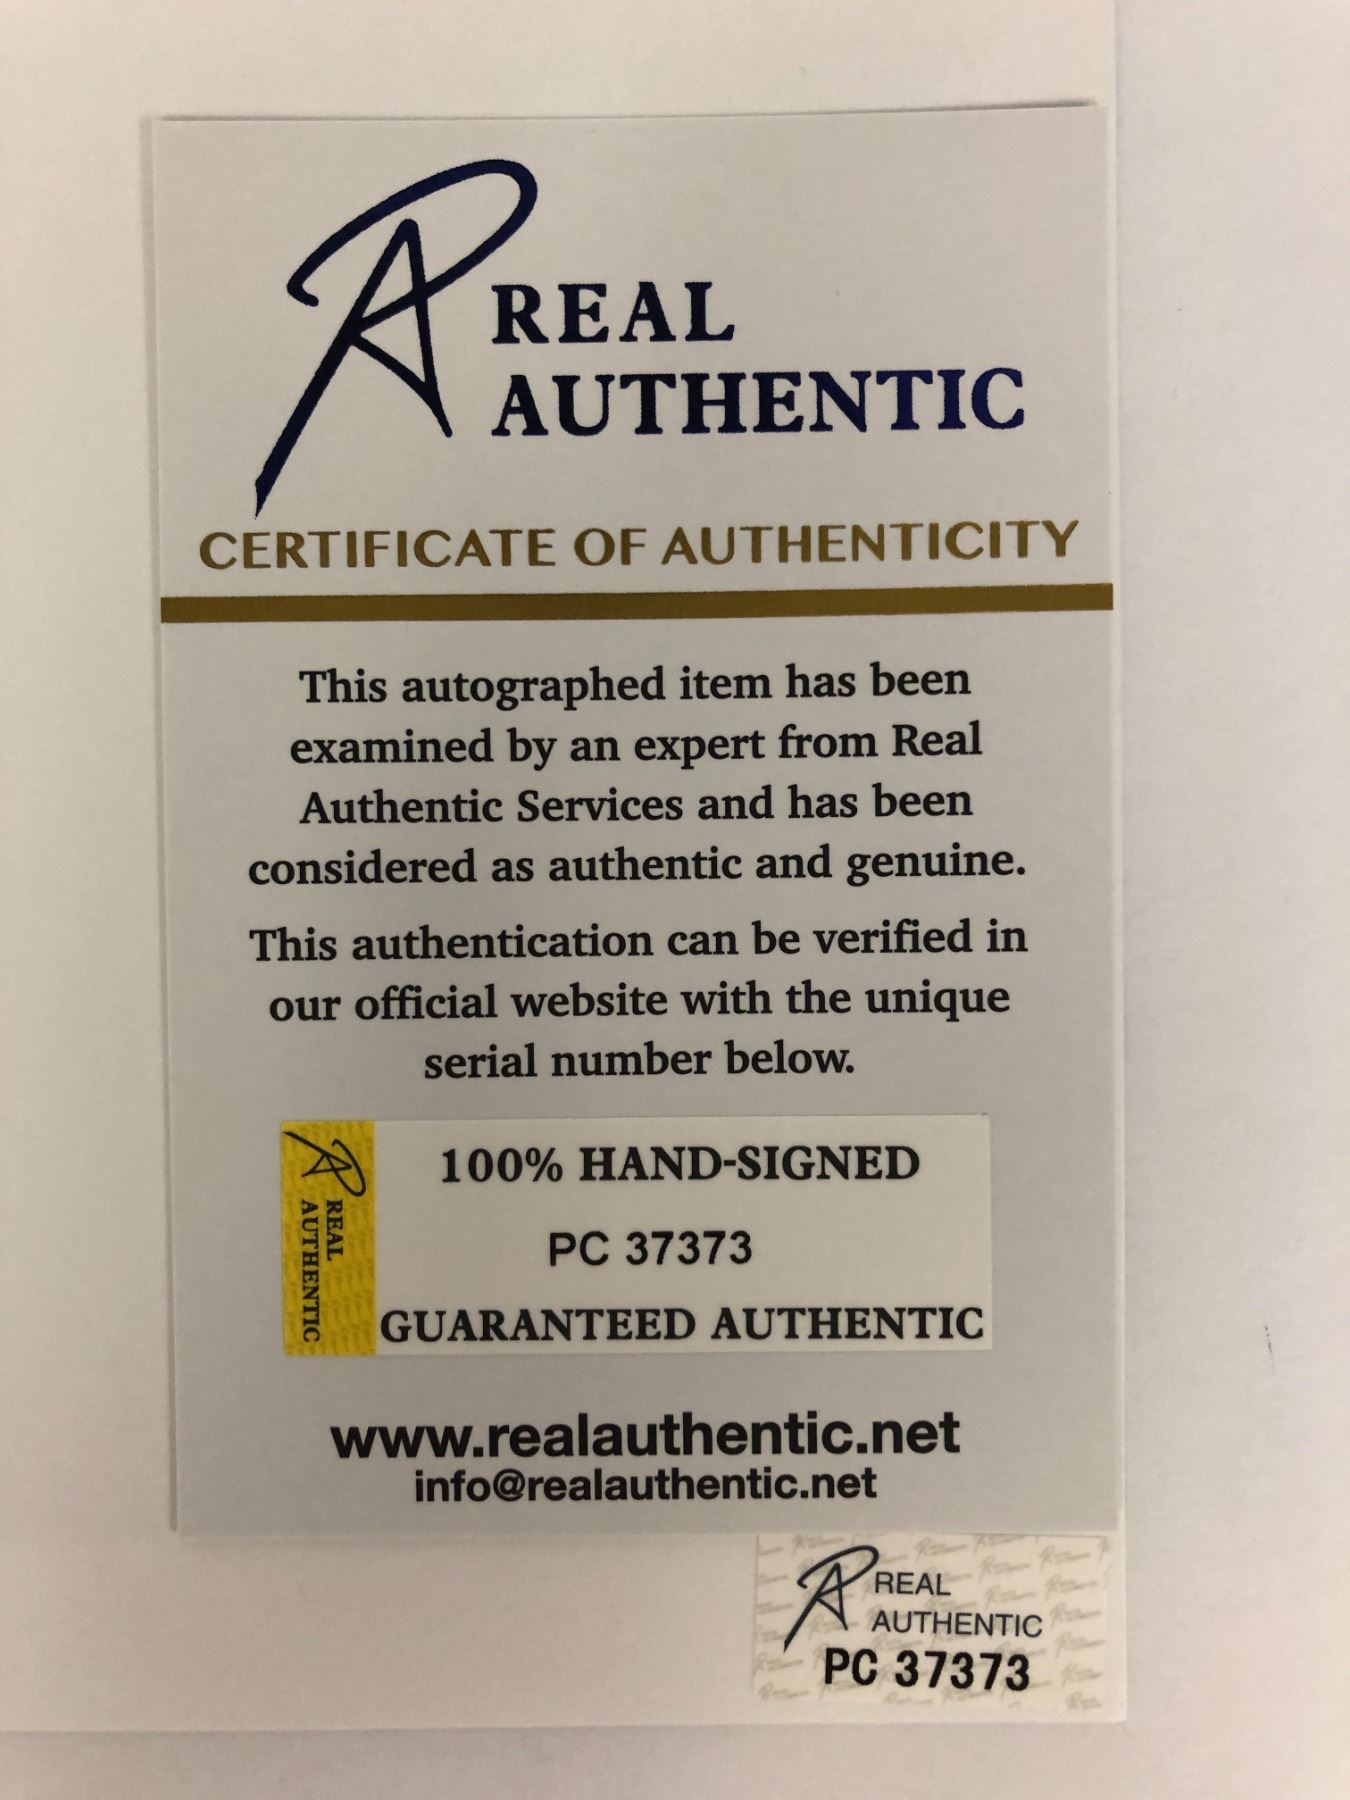 REAL
AUTHENTIC
CERTIFICATE OF AUTHENTICITY
This autographed item has been
examined by an expert from Real
Authentic Services and has been
considered as authentic and genuine.
This authentication can be verified in
our official website with the unique
serial number below.
REAL
AUTHENTIC
100% HAND-SIGNED
PC 37373
GUARANTEED AUTHENTIC
www.realauthentic.net
info@realauthentic.net
REAL
AUTHENTIC
PC 37373